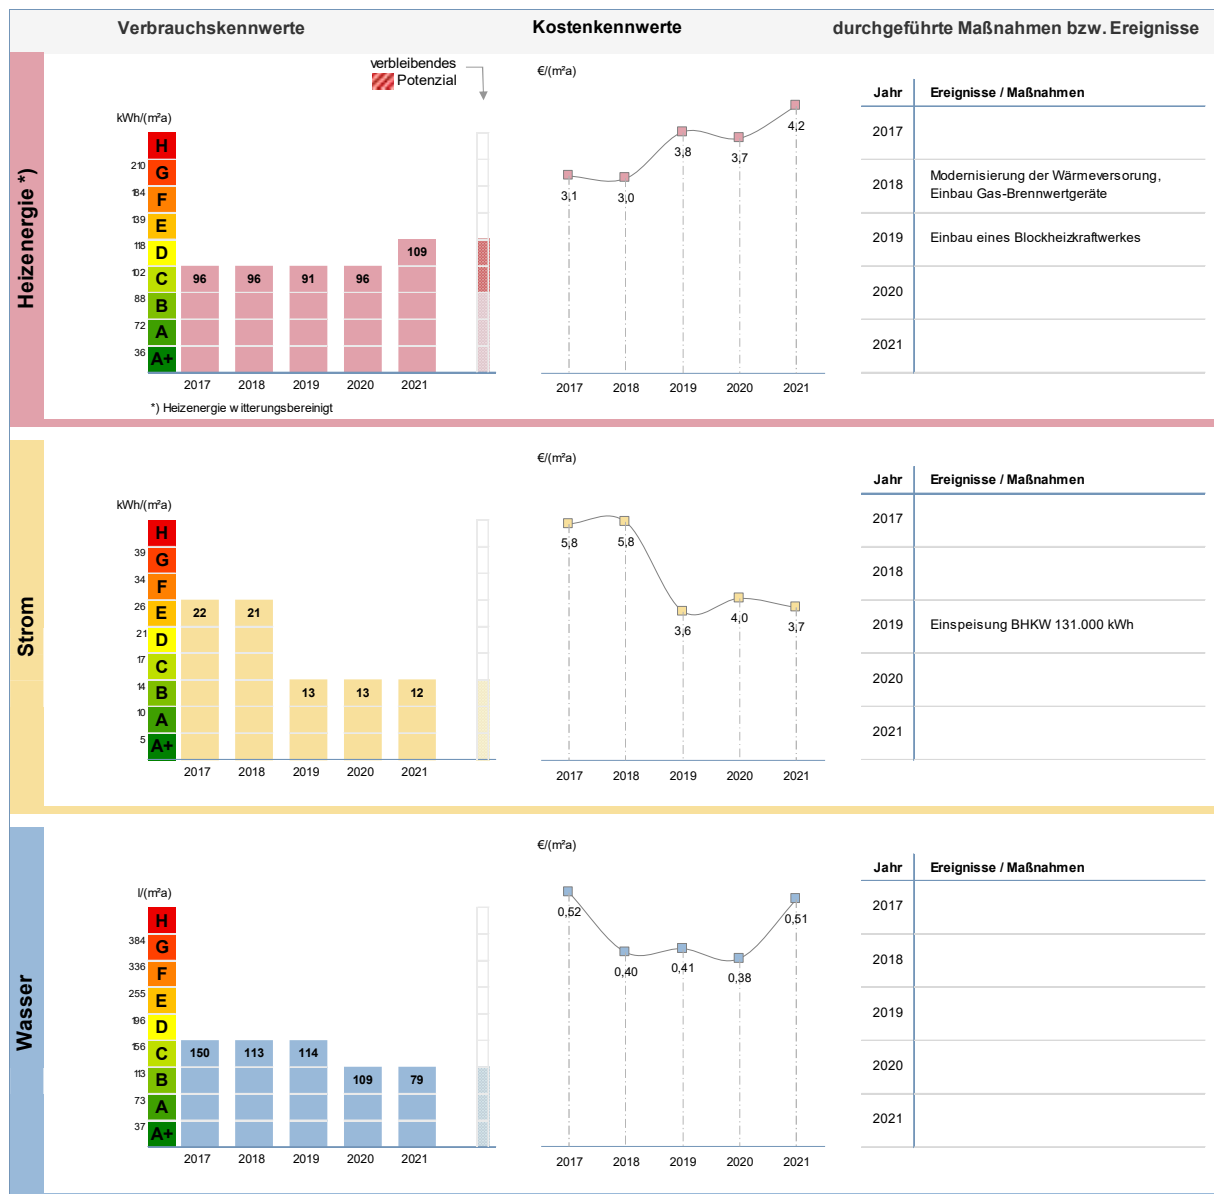 Verbrauchskennwerte
Kostenkennwerte
durchgeführte Maßnahmen bzw. Ereignisse
Heizenergie *)
verbleibendes
Potenzial
kWh/(m²a)
H
210
G
184
F
139
E
118
D
102
C
88
B
72
A
36
A+
96
96
91
96
109
2017
2018
2019
2020
2021
*) Heizenergie witterungsbereinigt
€/(m²a)
3,1
3,0
3,8
3,7
4,2
2017
2018
2019
2020
2021
Jahr
Ereignisse / Maßnahmen
2017
2018
Modernisierung der Wärmeversorung,
Einbau Gas-Brennwertgeräte
2019
Einbau eines Blockheizkraftwerkes
2020
2021
Strom
kWh/(m²a)
H
39
G
34
F
26
E
21
D
17
C
14
B
10
A
5
A+
22
21
13
13
12
2017
2018
2019
2020
2021
€/(m²a)
5,8
5,8
3,6
4,0
3,7
2017
2018
2019
2020
2021
Jahr
Ereignisse / Maßnahmen
2017
2018
2019
Einspeisung BHKW 131.000 kWh
2020
2021
Wasser
l/(m²a)
H
384
G
336
F
255
E
196
D
156
C
113
B
73
A
37
A+
150
113
114
109
79
2017
2018
2019
2020
2021
€/(m²a)
0,52
0,40
0,41
0,38
0,51
2017
2018
2019
2020
2021
Jahr
Ereignisse / Maßnahmen
2017
2018
2019
2020
2021